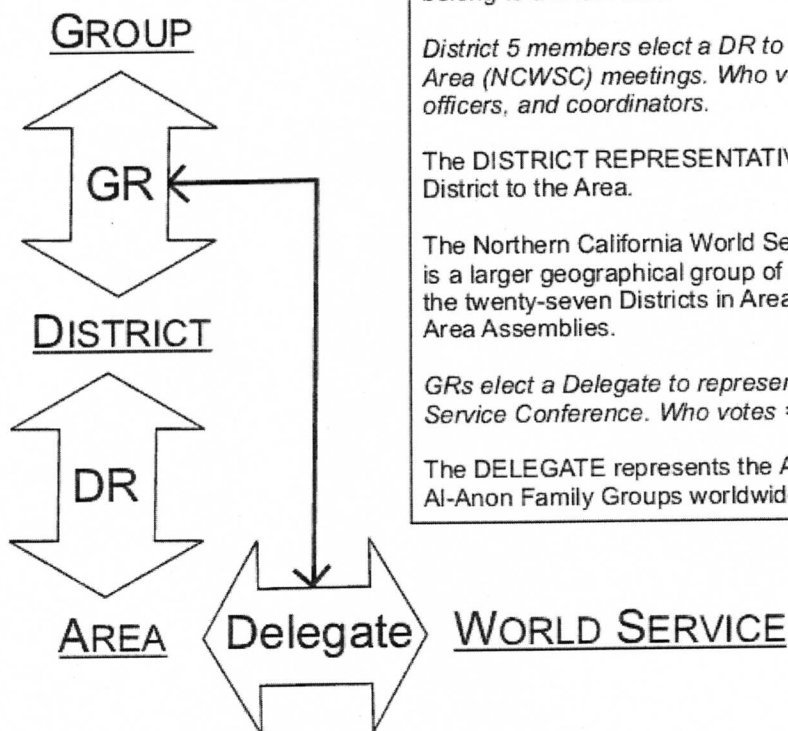 GROUP
GR
DISTRICT
DR
AREA
Delegate
WORLD SERVICE
District 5 members elect a DR to
Area (NCWSC) meetings. Who v
officers, and coordinators.
The DISTRICT REPRESENTATIV
District to the Area.
The Northern California World Se
is a larger geographical group of
the twenty-seven Districts in Area
Area Assemblies.
GRs elect a Delegate to represen
Service Conference. Who votes =
The DELEGATE represents the A
Al-Anon Family Groups worldwid